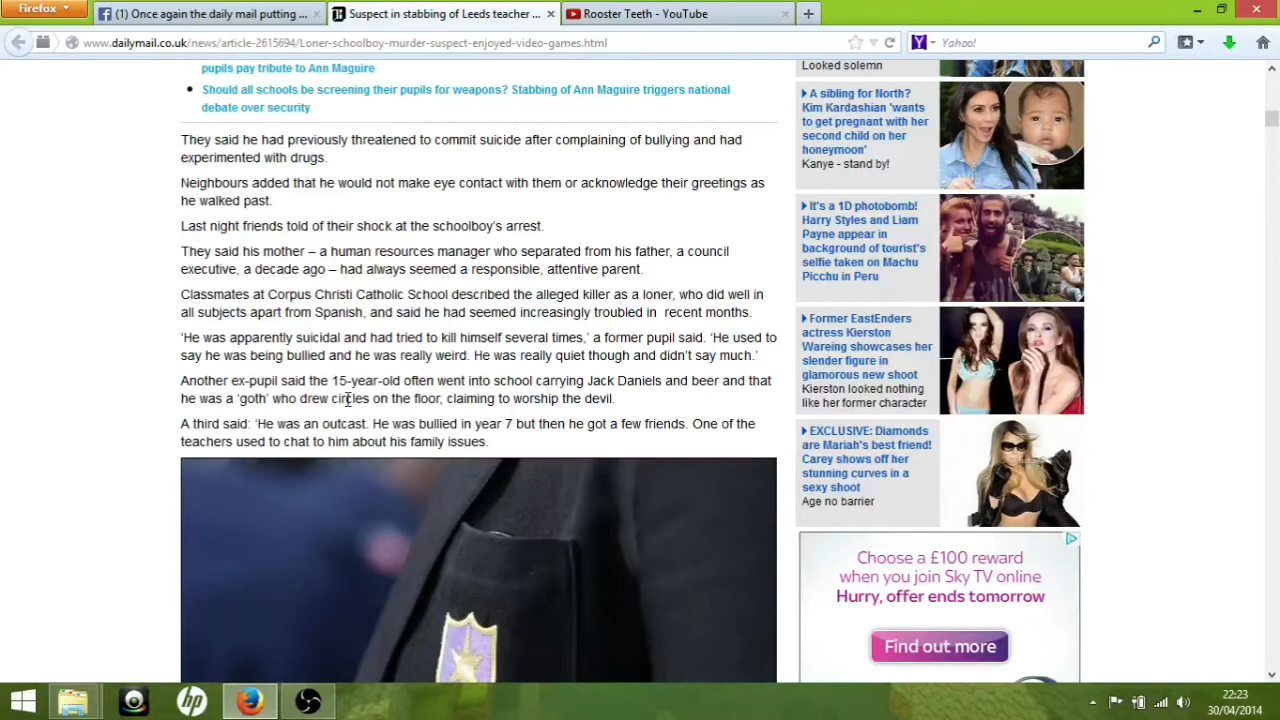 Firefox
(1) Once again the daily mail putting ...
Suspect in stabbing of Leeds teacher ...
Rooster Teeth - YouTube
www.dailymail.co.uk/news/article-2615694/Loner-schoolboy-murder-suspect-enjoyed-video-games.html
Yahoo!
pupils pay tribute to Ann Maguire
Should all schools be screening their pupils for weapons? Stabbing of Ann Maguire triggers national
debate over security
They said he had previously threatened to commit suicide after complaining of bullying and had
experimented with drugs.
Neighbours added that he would not make eye contact with them or acknowledge their greetings as
he walked past.
Last night friends told of their shock at the schoolboy's arrest.
They said his mother – a human resources manager who separated from his father, a council
executive, a decade ago – had always seemed a responsible, attentive parent.
Classmates at Corpus Christi Catholic School described the alleged killer as a loner, who did well in
all subjects apart from Spanish, and said he had seemed increasingly troubled in recent months.
'He was apparently suicidal and had tried to kill himself several times,' a former pupil said. 'He used to
say he was being bullied and he was really weird. He was really quiet though and didn't say much.'
Another ex-pupil said the 15-year-old often went into school carrying Jack Daniels and beer and that
he was a 'goth' who drew circles on the floor, claiming to worship the devil.
A third said: 'He was an outcast. He was bullied in year 7 but then he got a few friends. One of the
teachers used to chat to him about his family issues.
Looked solemn
A sibling for North?
Kim Kardashian 'wants
to get pregnant with her
second child on her
honeymoon'
Kanye - stand by!
It's a 1D photobomb!
Harry Styles and Liam
Payne appear in
background of tourist's
selfie taken on Machu
Picchu in Peru
Former EastEnders
actress Kierston
Wareing showcases her
slender figure in
glamorous new shoot
Kierston looked nothing
like her former character
EXCLUSIVE: Diamonds
are Mariah's best friend!
Carey shows off her
stunning curves in a
sexy shoot
Age no barrier
Choose a £100 reward
when you join Sky TV online
Hurry, offer ends tomorrow
Find out more
hp
22:23
30/04/2014